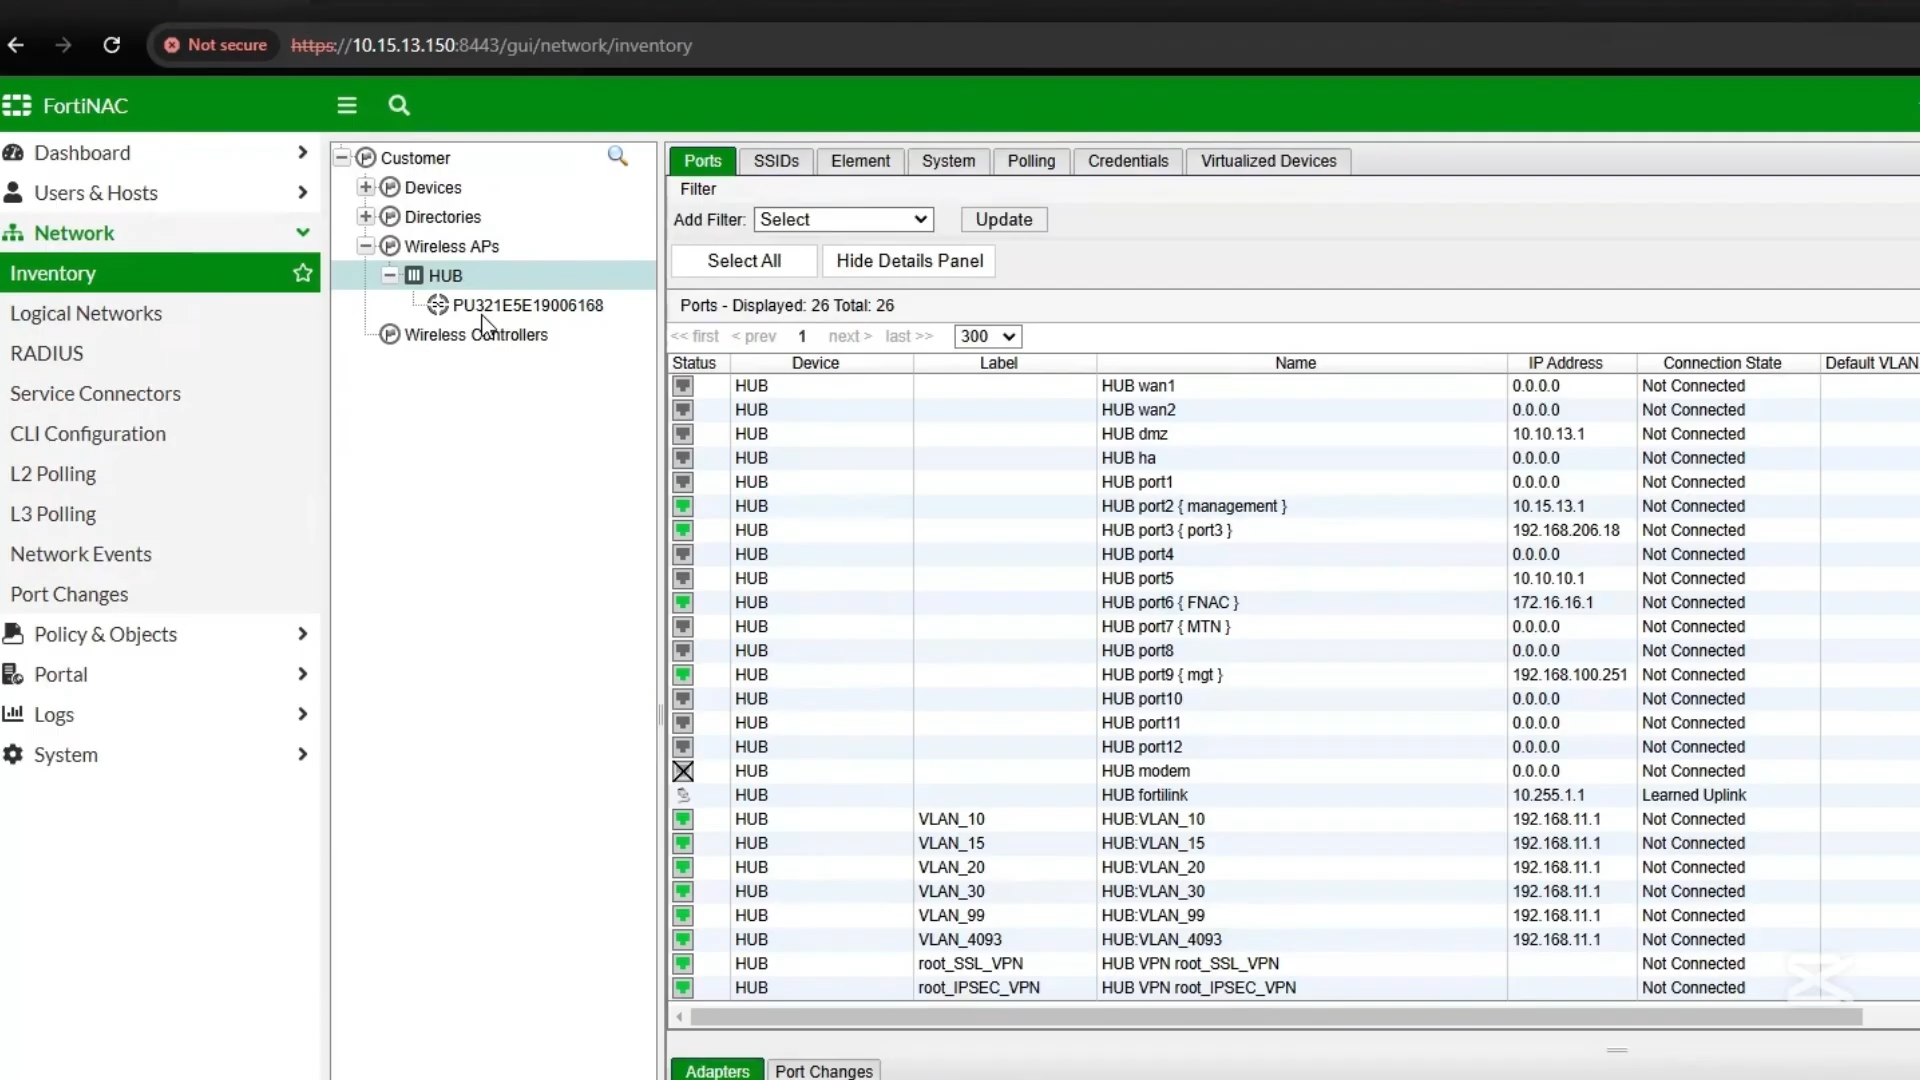 Not secure https://10.15.13.150:8443/gui/network/inventory
FortiNAC
Dashboard
Users & Hosts
Network
Inventory
Logical Networks
RADIUS
Service Connectors
CLI Configuration
L2 Polling
L3 Polling
Network Events
Port Changes
Policy & Objects
Portal
Logs
System
Customer
Devices
Directories
Wireless APs
HUB
PU321E5E19006168
Wireless Controllers
Ports SSIDs Element System Polling Credentials Virtualized Devices
Filter
Add Filter: Select Update
Select All Hide Details Panel
Ports - Displayed: 26 Total: 26
<< first < prev 1 next > last >> 300
Status Device Label Name IP Address Connection State Default VLAN
HUB HUB wan1 0.0.0.0 Not Connected
HUB HUB wan2 0.0.0.0 Not Connected
HUB HUB dmz 10.10.13.1 Not Connected
HUB HUB ha 0.0.0.0 Not Connected
HUB HUB port1 0.0.0.0 Not Connected
HUB HUB port2 { management } 10.15.13.1 Not Connected
HUB HUB port3 { port3 } 192.168.206.18 Not Connected
HUB HUB port4 0.0.0.0 Not Connected
HUB HUB port5 10.10.10.1 Not Connected
HUB HUB port6 { FNAC } 172.16.16.1 Not Connected
HUB HUB port7 { MTN } 0.0.0.0 Not Connected
HUB HUB port8 0.0.0.0 Not Connected
HUB HUB port9 { mgt } 192.168.100.251 Not Connected
HUB HUB port10 0.0.0.0 Not Connected
HUB HUB port11 0.0.0.0 Not Connected
HUB HUB port12 0.0.0.0 Not Connected
HUB HUB modem 0.0.0.0 Not Connected
HUB HUB fortilink 10.255.1.1 Learned Uplink
HUB VLAN_10 HUB:VLAN_10 192.168.11.1 Not Connected
HUB VLAN_15 HUB:VLAN_15 192.168.11.1 Not Connected
HUB VLAN_20 HUB:VLAN_20 192.168.11.1 Not Connected
HUB VLAN_30 HUB:VLAN_30 192.168.11.1 Not Connected
HUB VLAN_99 HUB:VLAN_99 192.168.11.1 Not Connected
HUB VLAN_4093 HUB:VLAN_4093 192.168.11.1 Not Connected
HUB root_SSL_VPN HUB VPN root_SSL_VPN Not Connected
HUB root_IPSEC_VPN HUB VPN root_IPSEC_VPN Not Connected
Adapters Port Changes